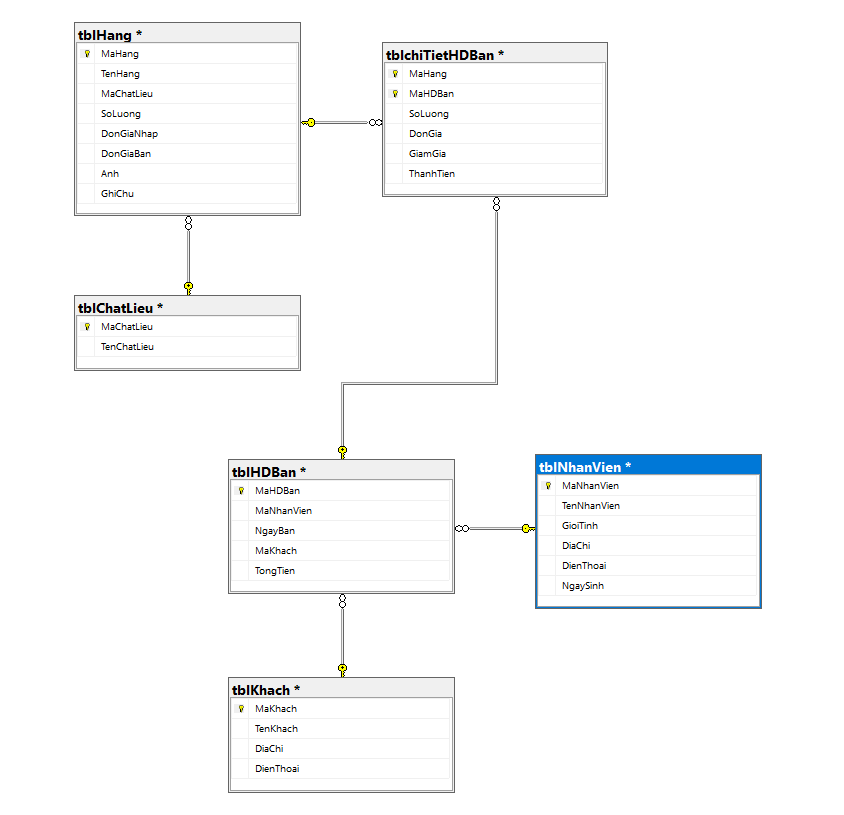 tblHang *
MaHang
TenHang
MaChatLieu
SoLuong
DonGiaNhap
DonGiaBan
Anh
GhiChu
tblchiTietHDBan *
MaHang
MaHDBan
SoLuong
DonGia
GiamGia
ThanhTien
tblChatLieu *
MaChatLieu
TenChatLieu
tblHDBan *
MaHDBan
MaNhanVien
NgayBan
MaKhach
TongTien
tblNhanVien *
MaNhanVien
TenNhanVien
GioiTinh
DiaChi
DienThoai
NgaySinh
tblKhach *
MaKhach
TenKhach
DiaChi
DienThoai